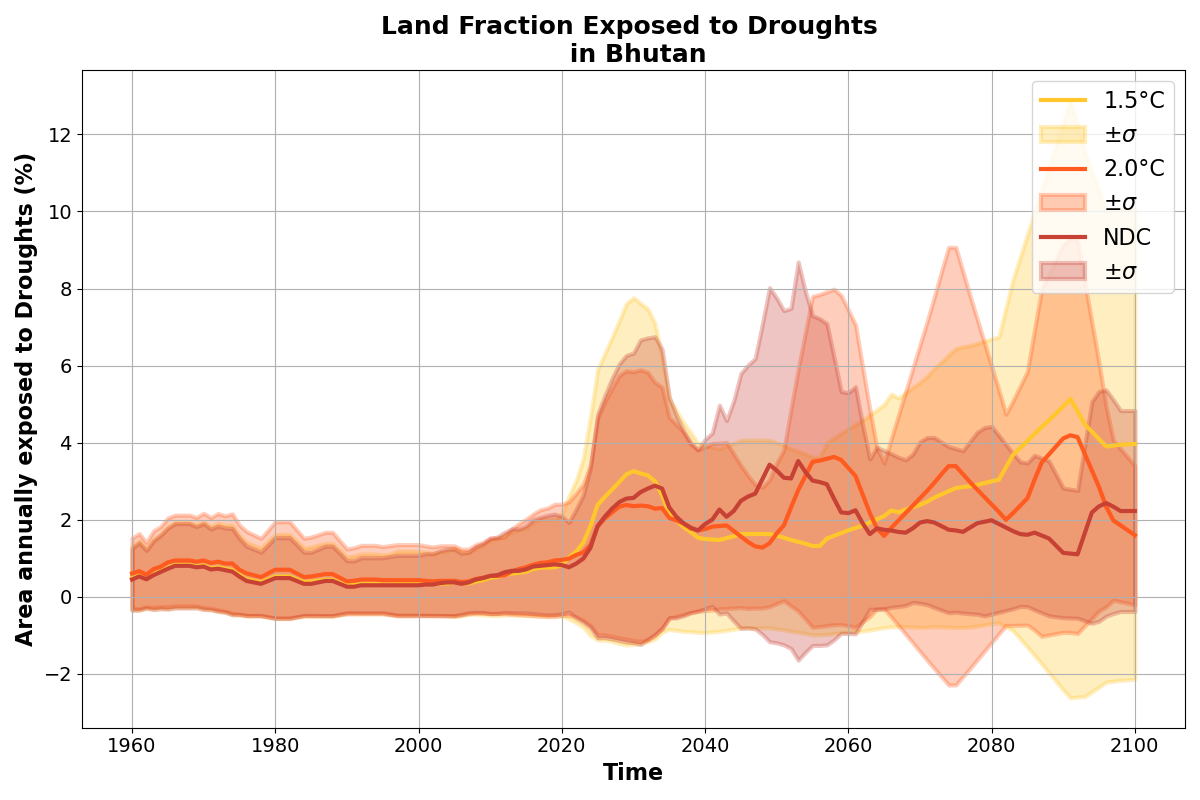 Land Fraction Exposed to Droughts
in Bhutan
Area annually exposed to Droughts (%)
12
10
8
6
4
2
0
−2
1960
1980
2000
2020
2040
2060
2080
2100
Time
1.5°C
±σ
2.0°C
±σ
NDC
±σ